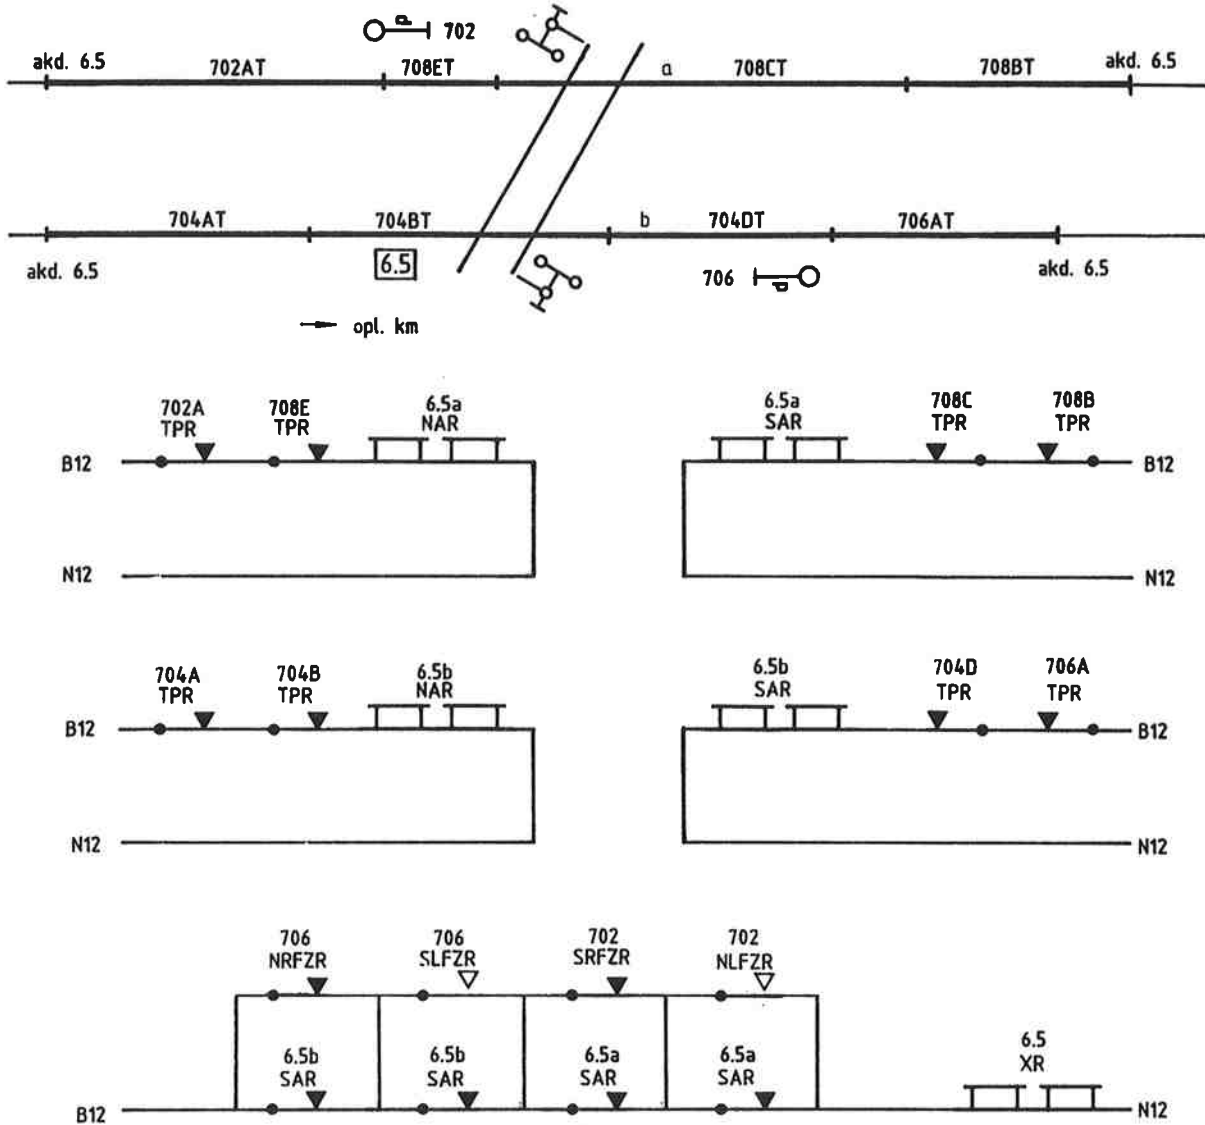 702
akd. 6.5
702AT
708ET
a
708CT
708BT
akd. 6.5
704AT
704BT
b
704DT
706AT
akd. 6.5
6.5
706
akd. 6.5
opl. km
702A
TPR
708E
TPR
6.5a
NAR
6.5a
SAR
708C
TPR
708B
TPR
B12
B12
N12
N12
704A
TPR
704B
TPR
6.5b
NAR
6.5b
SAR
704D
TPR
706A
TPR
B12
B12
N12
N12
706
NRFZR
706
SLFZR
702
SRFZR
702
NLFZR
6.5b
SAR
6.5b
SAR
6.5a
SAR
6.5a
SAR
6.5
XR
B12
N12